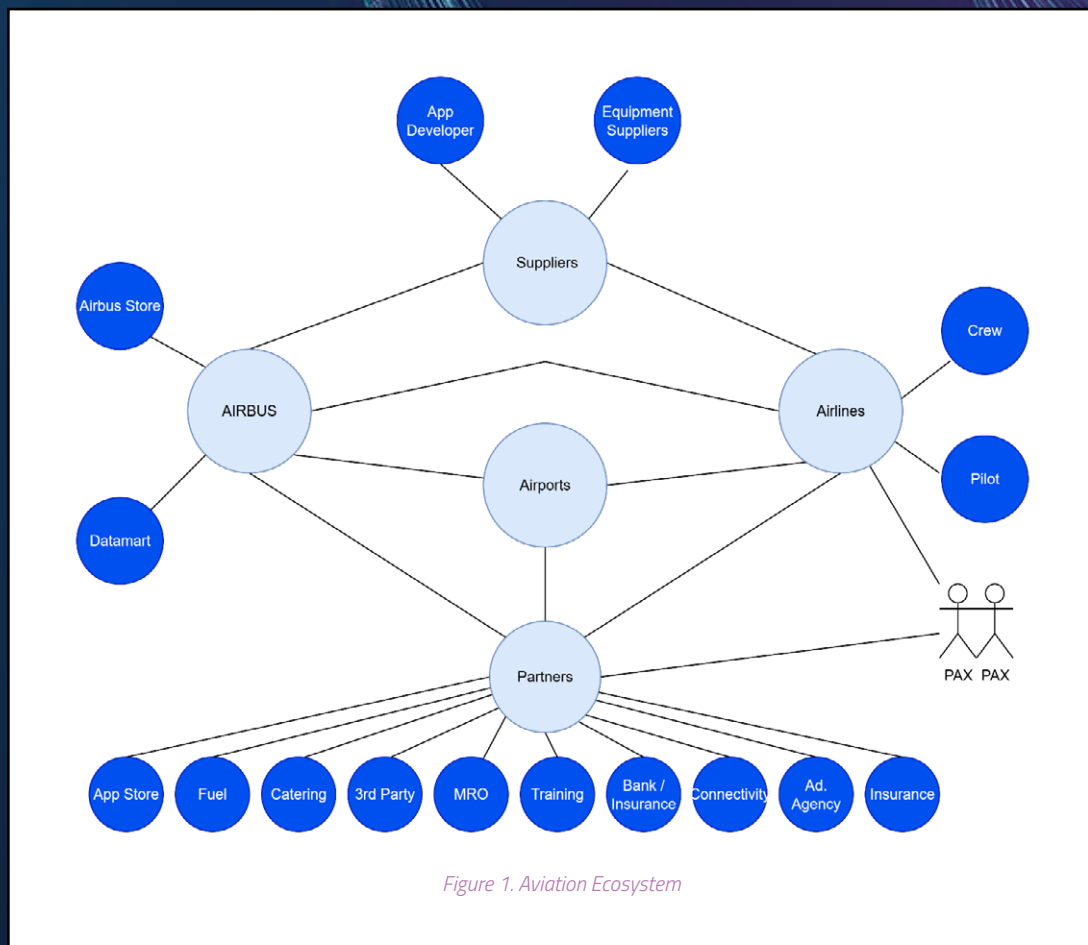 App
Developer
Equipment
Suppliers
Suppliers
Airbus Store
Crew
AIRBUS
Airlines
Pilot
Airports
Datamart
PAX PAX
Partners
App Store
Fuel
Catering
3rd Party
MRO
Training
Bank /
Insurance
Connectivity
Ad.
Agency
Insurance
Figure 1. Aviation Ecosystem